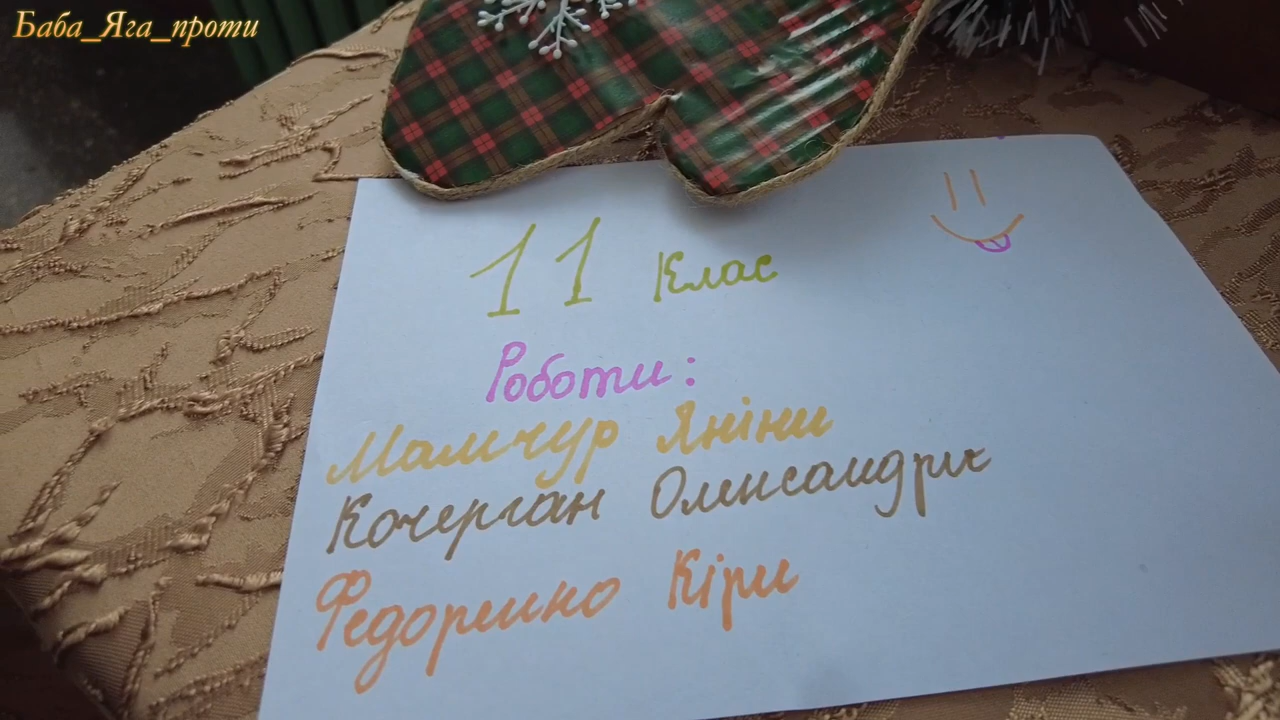 Баба_Яга_проти
11 клас
Роботи:
Мамчур Яніни
Кочерган Олександри
Федоренко Кіри